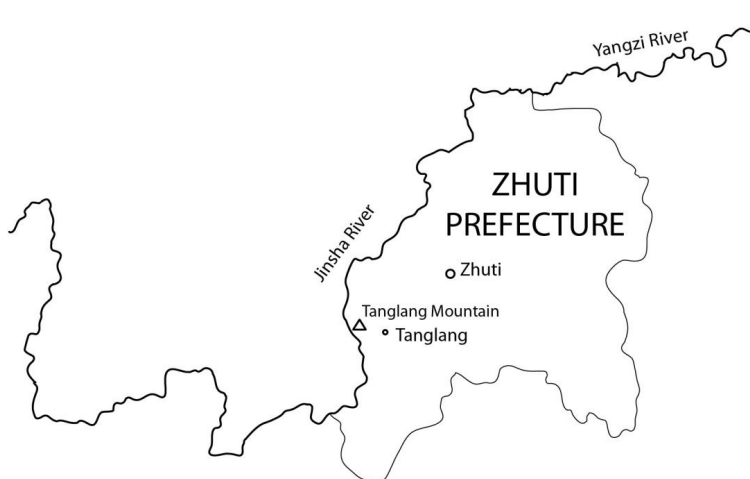 Yangzi River
ZHUTI
PREFECTURE
Jinsha River
Zhuti
Tanglang Mountain
Tanglang